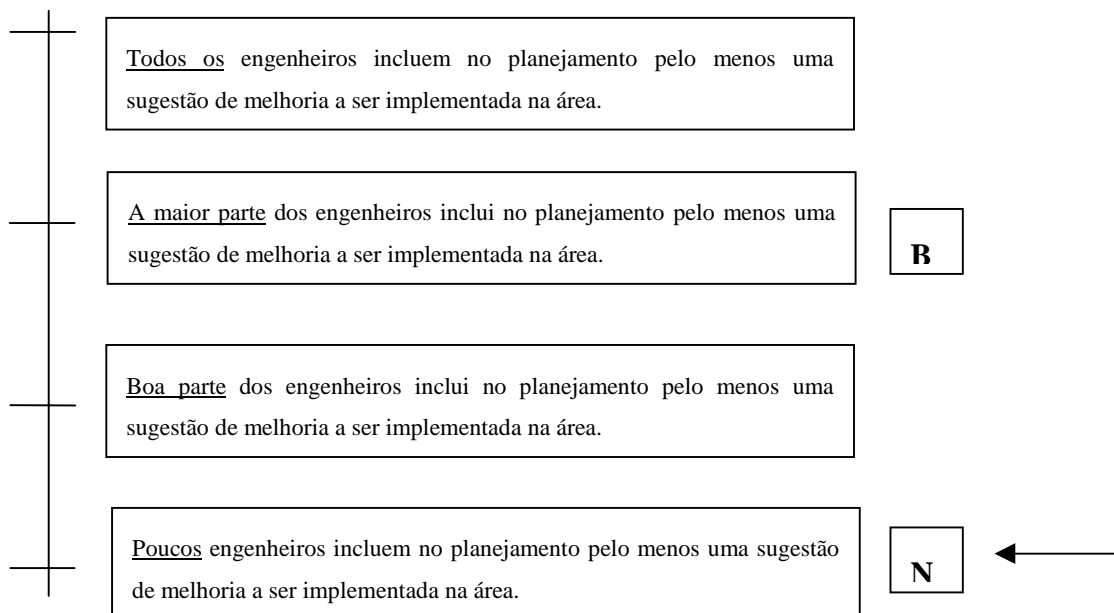 Todos os engenheiros incluem no planejamento pelo menos uma
sugestão de melhoria a ser implementada na área.
A maior parte dos engenheiros inclui no planejamento pelo menos uma
sugestão de melhoria a ser implementada na área.
B
Boa parte dos engenheiros inclui no planejamento pelo menos uma
sugestão de melhoria a ser implementada na área.
Poucos engenheiros incluem no planejamento pelo menos uma sugestão
de melhoria a ser implementada na área.
N